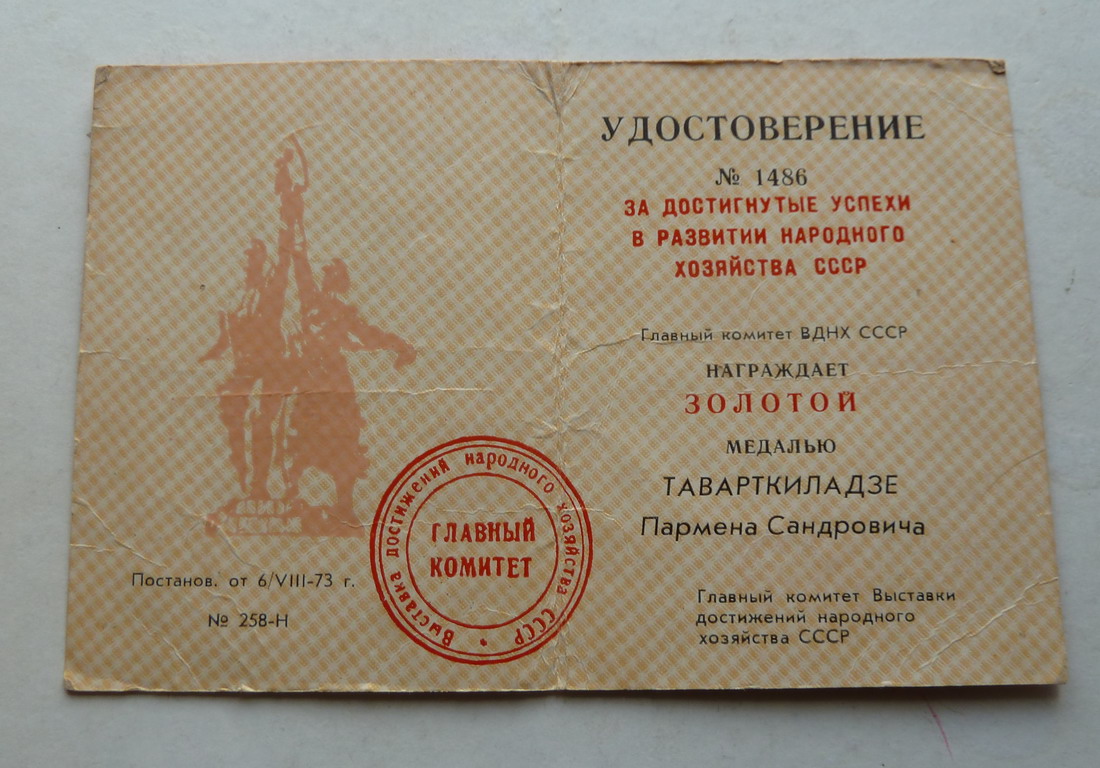 Постанов. от 6/VIII-73 г.
№ 258-Н
Выставка достижений народного хозяйства СССР
ГЛАВНЫЙ
КОМИТЕТ
УДОСТОВЕРЕНИЕ
№ 1486
ЗА ДОСТИГНУТЫЕ УСПЕХИ
В РАЗВИТИИ НАРОДНОГО
ХОЗЯЙСТВА СССР
Главный комитет ВДНХ СССР
НАГРАЖДАЕТ
ЗОЛОТОЙ
МЕДАЛЬЮ
ТАВАРТКИЛАДЗЕ
Пармена Сандровича
Главный комитет Выставки
достижений народного
хозяйства СССР